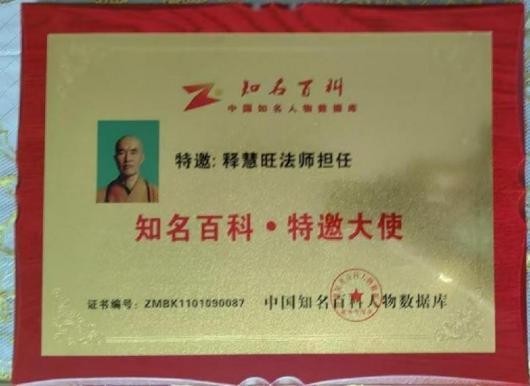 知名百科
中国知名人物数据库
特邀: 释慧旺法师担任
知名百科·特邀大使
证书编号: ZMBK1101090087
中国知名百科人物数据库